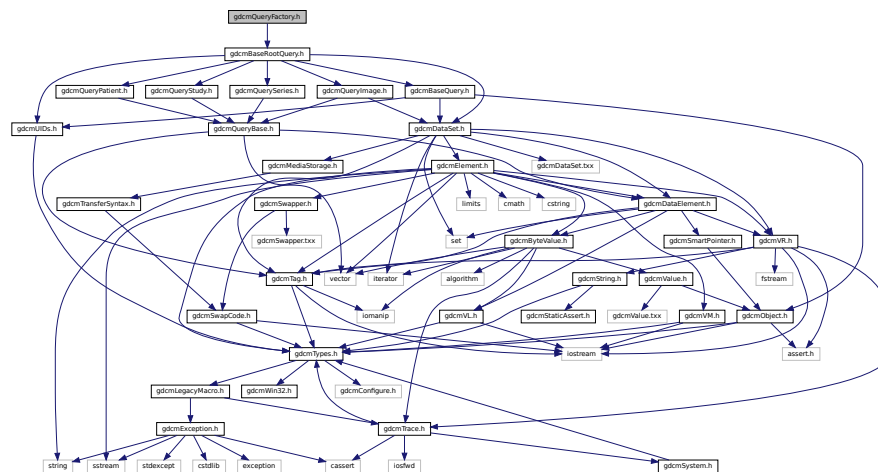 gdcmQueryFactory.h
gdcmBaseRootQuery.h
gdcmQueryPatient.h
gdcmQueryStudy.h
gdcmQuerySeries.h
gdcmQueryImage.h
gdcmBaseQuery.h
gdcmUIDs.h
gdcmQueryBase.h
gdcmDataSet.h
gdcmMediaStorage.h
gdcmElement.h
gdcmDataSet.txx
gdcmTransferSyntax.h
gdcmSwapper.h
limits
cmath
cstring
gdcmDataElement.h
gdcmSwapper.txx
set
gdcmByteValue.h
gdcmSmartPointer.h
gdcmVR.h
gdcmTag.h
vector
iterator
algorithm
gdcmString.h
gdcmValue.h
fstream
gdcmSwapCode.h
iomanip
gdcmVL.h
gdcmStaticAssert.h
gdcmValue.txx
gdcmVM.h
gdcmObject.h
gdcmTypes.h
iostream
assert.h
gdcmLegacyMacro.h
gdcmWin32.h
gdcmConfigure.h
gdcmException.h
gdcmTrace.h
string
sstream
stdexcept
cstdlib
exception
cassert
iosfwd
gdcmSystem.h